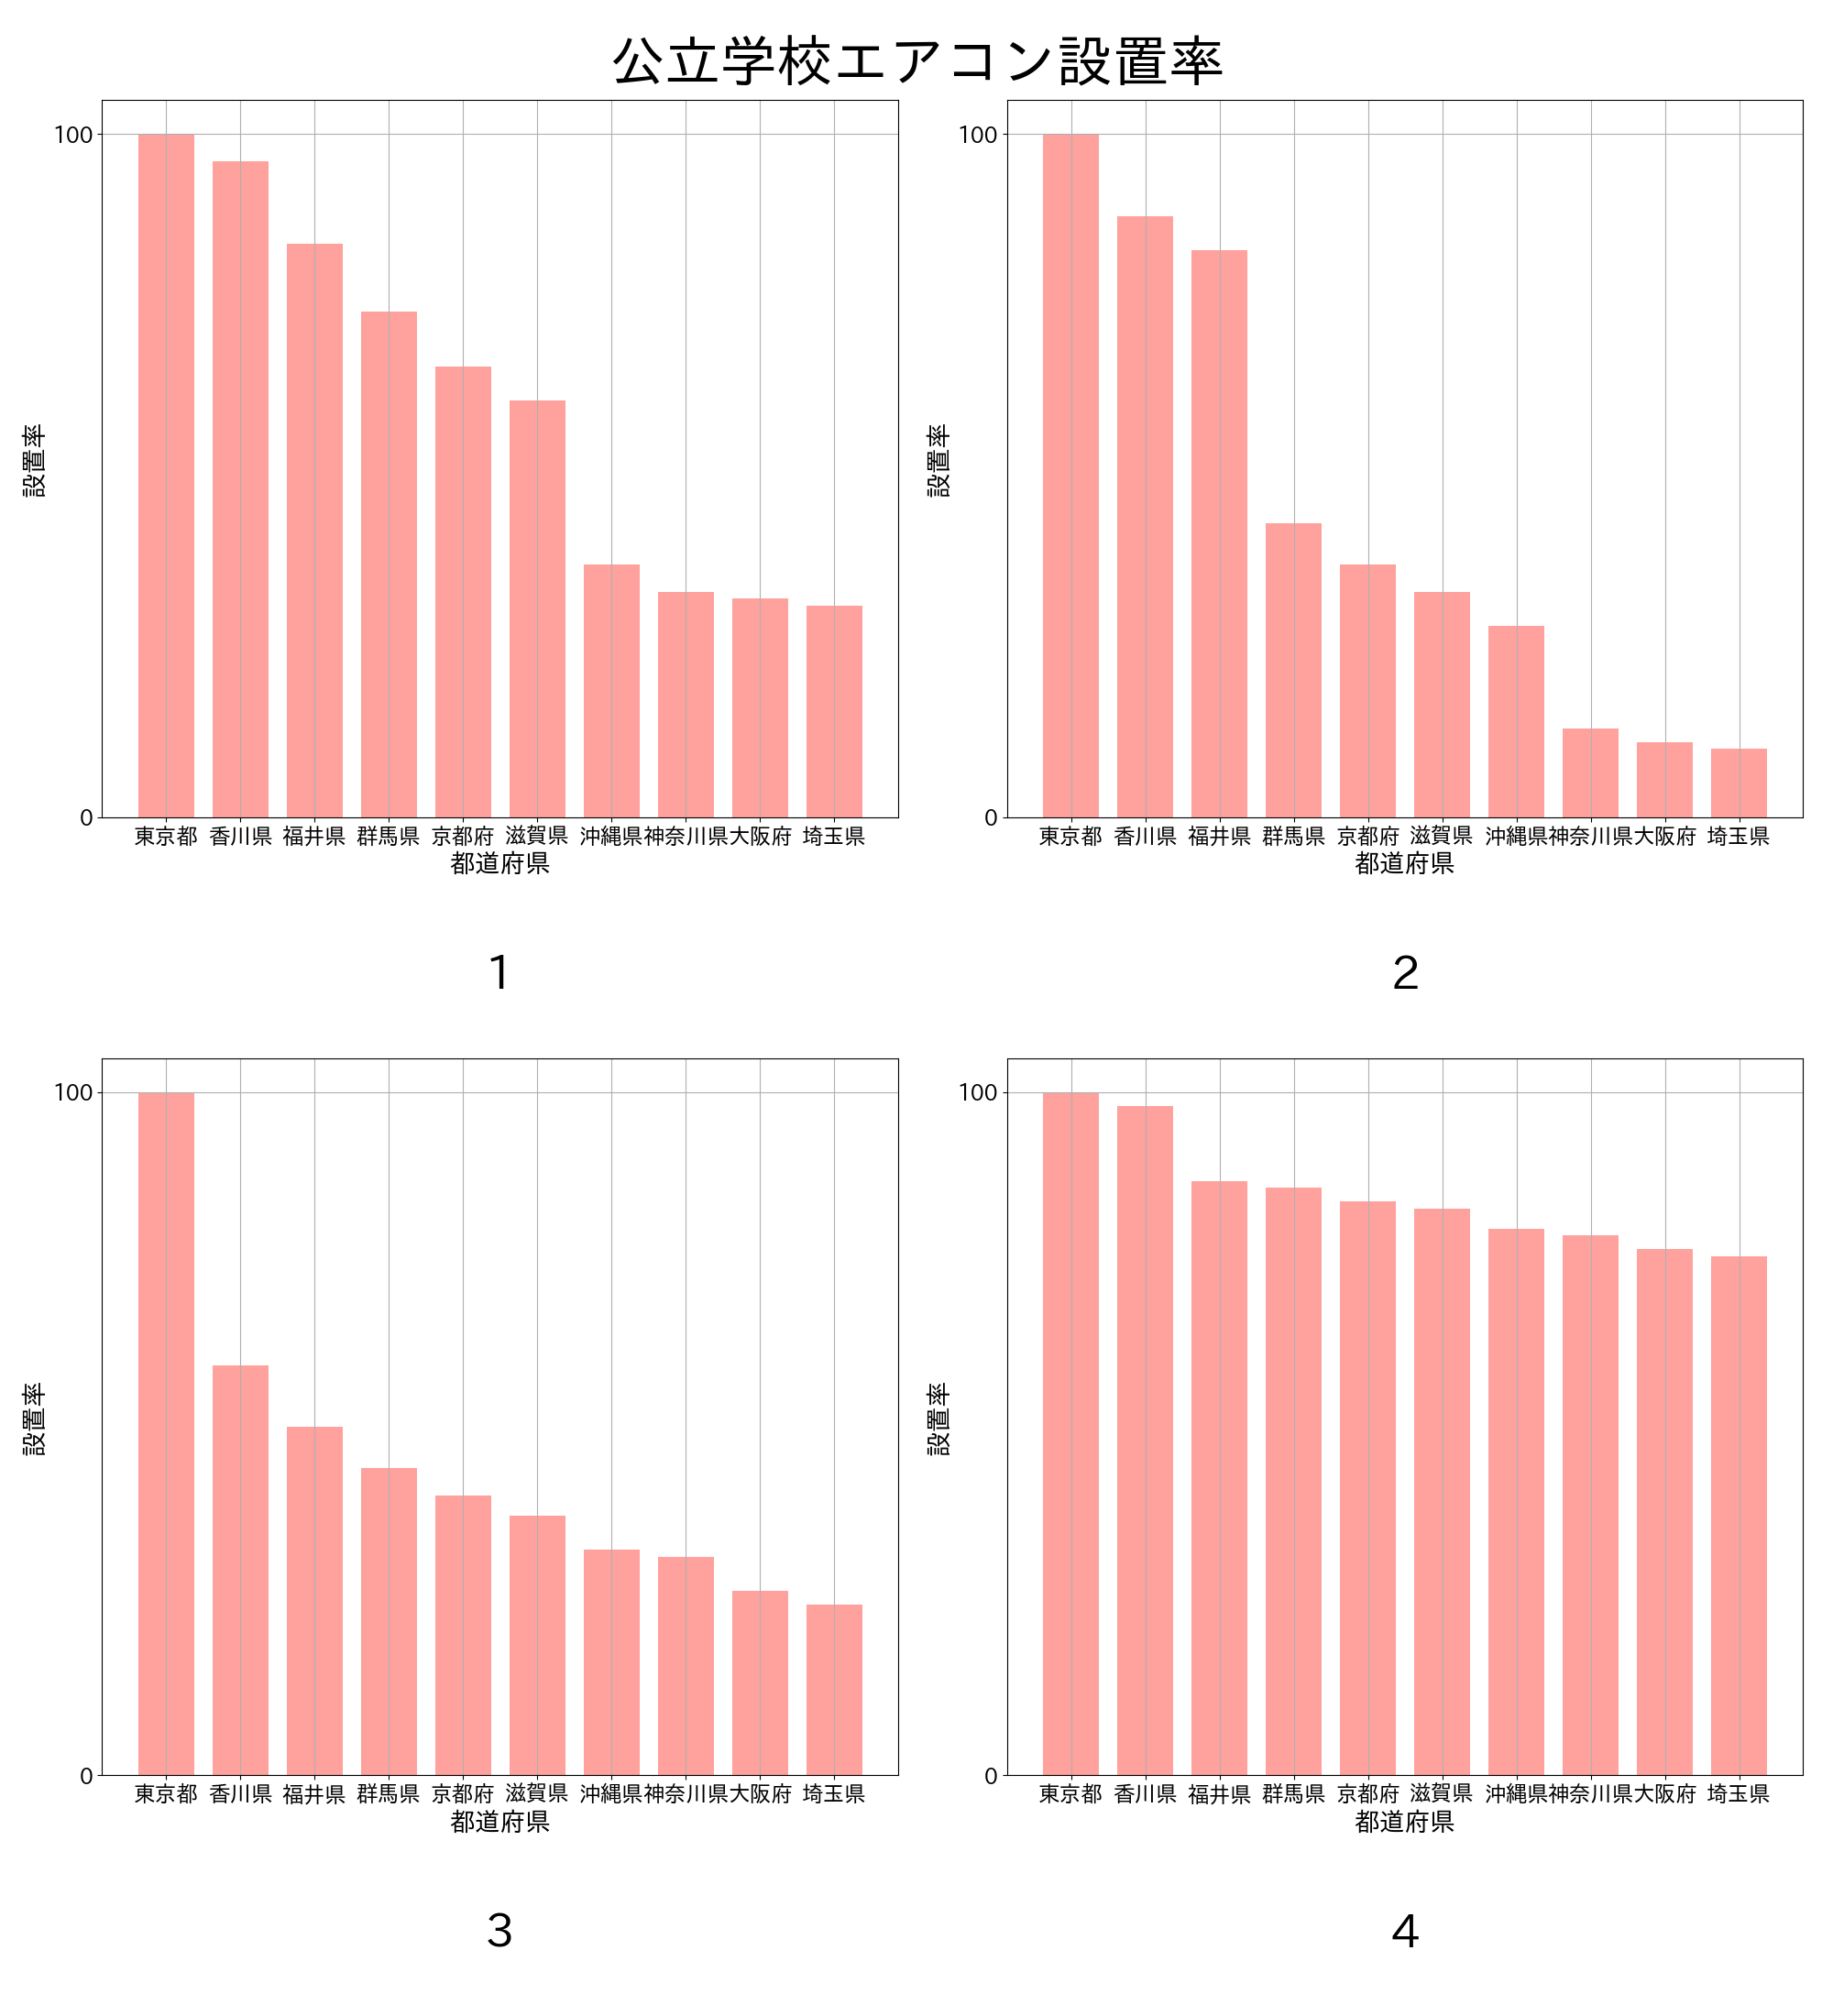 公立学校エアコン設置率
100
0
設置率
東京都 香川県 福井県 群馬県 京都府 滋賀県 沖縄県 神奈川県 大阪府 埼玉県
都道府県
1
100
0
設置率
東京都 香川県 福井県 群馬県 京都府 滋賀県 沖縄県 神奈川県 大阪府 埼玉県
都道府県
2
100
0
設置率
東京都 香川県 福井県 群馬県 京都府 滋賀県 沖縄県 神奈川県 大阪府 埼玉県
都道府県
3
100
0
設置率
東京都 香川県 福井県 群馬県 京都府 滋賀県 沖縄県 神奈川県 大阪府 埼玉県
都道府県
4